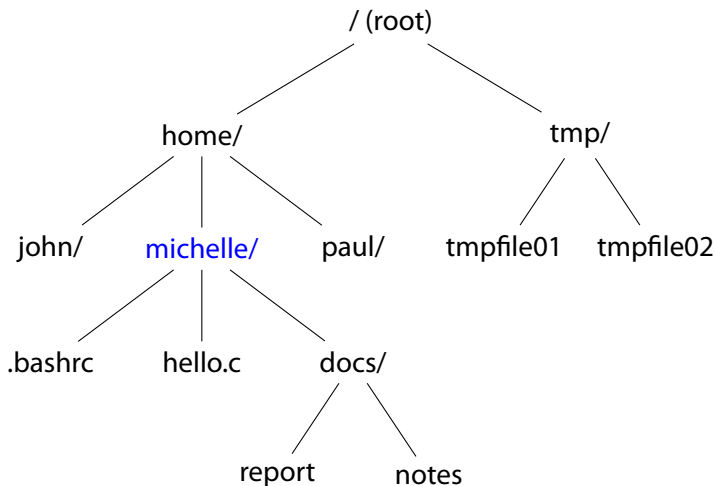 / (root)
home/ tmp/
john/ michelle/ paul/ tmpfile01 tmpfile02
.bashrc hello.c docs/
report notes